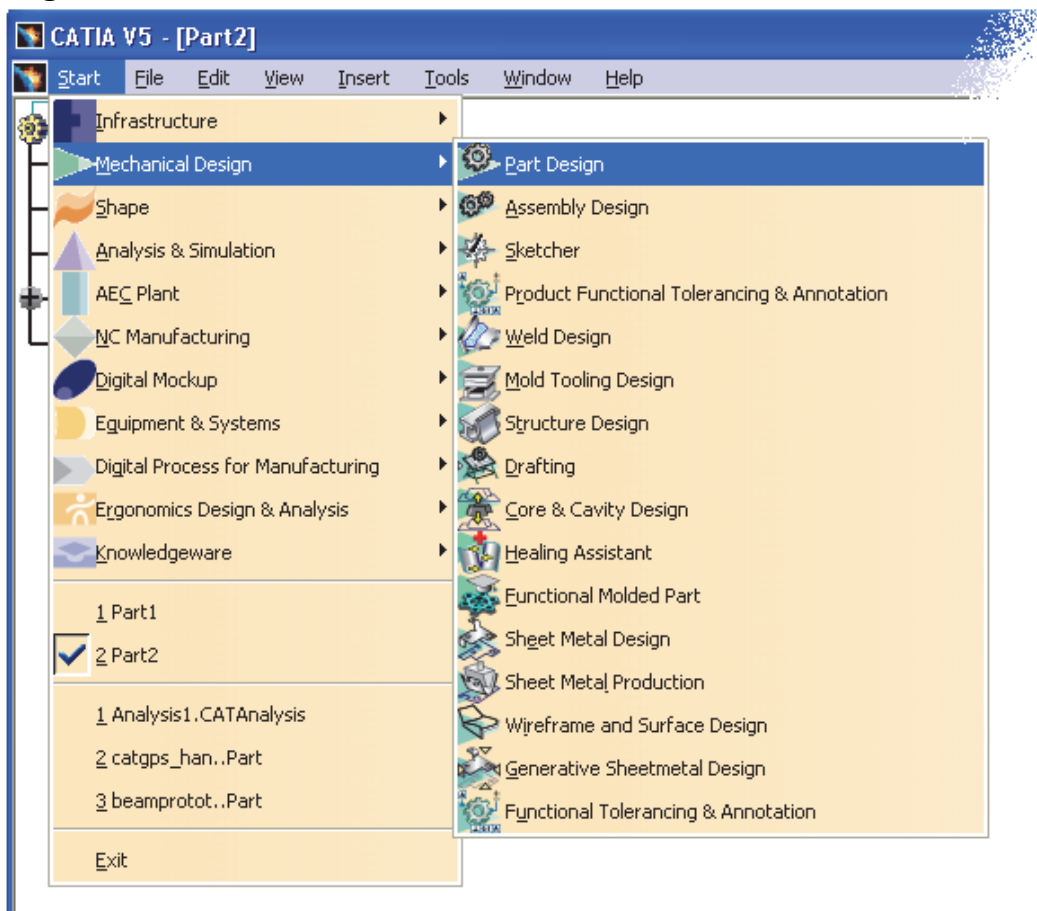 CATIA V5 - [Part2]
Start File Edit View Insert Tools Window Help
Infrastructure
Mechanical Design
Shape
Analysis & Simulation
AEC Plant
NC Manufacturing
Digital Mockup
Equipment & Systems
Digital Process for Manufacturing
Ergonomics Design & Analysis
Knowledgeware
1 Part1
2 Part2
1 Analysis1.CATAnalysis
2 catgps_han..Part
3 beamprotot..Part
Exit
Part Design
Assembly Design
Sketcher
Product Functional Tolerancing & Annotation
Weld Design
Mold Tooling Design
Structure Design
Drafting
Core & Cavity Design
Healing Assistant
Functional Molded Part
Sheet Metal Design
Sheet Metal Production
Wireframe and Surface Design
Generative Sheetmetal Design
Functional Tolerancing & Annotation